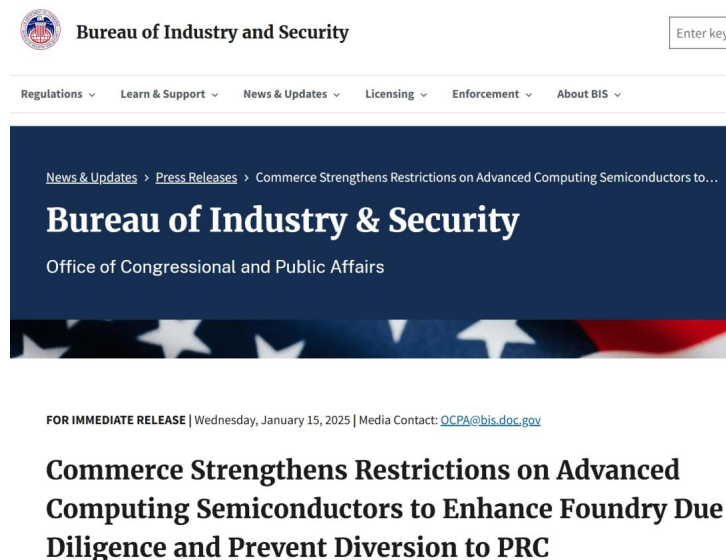 Bureau of Industry and Security
Enter key
Regulations Learn & Support News & Updates Licensing Enforcement About BIS
News & Updates > Press Releases > Commerce Strengthens Restrictions on Advanced Computing Semiconductors to...
Bureau of Industry & Security
Office of Congressional and Public Affairs
FOR IMMEDIATE RELEASE | Wednesday, January 15, 2025 | Media Contact: OCPA@bis.doc.gov
Commerce Strengthens Restrictions on Advanced
Computing Semiconductors to Enhance Foundry Due
Diligence and Prevent Diversion to PRC